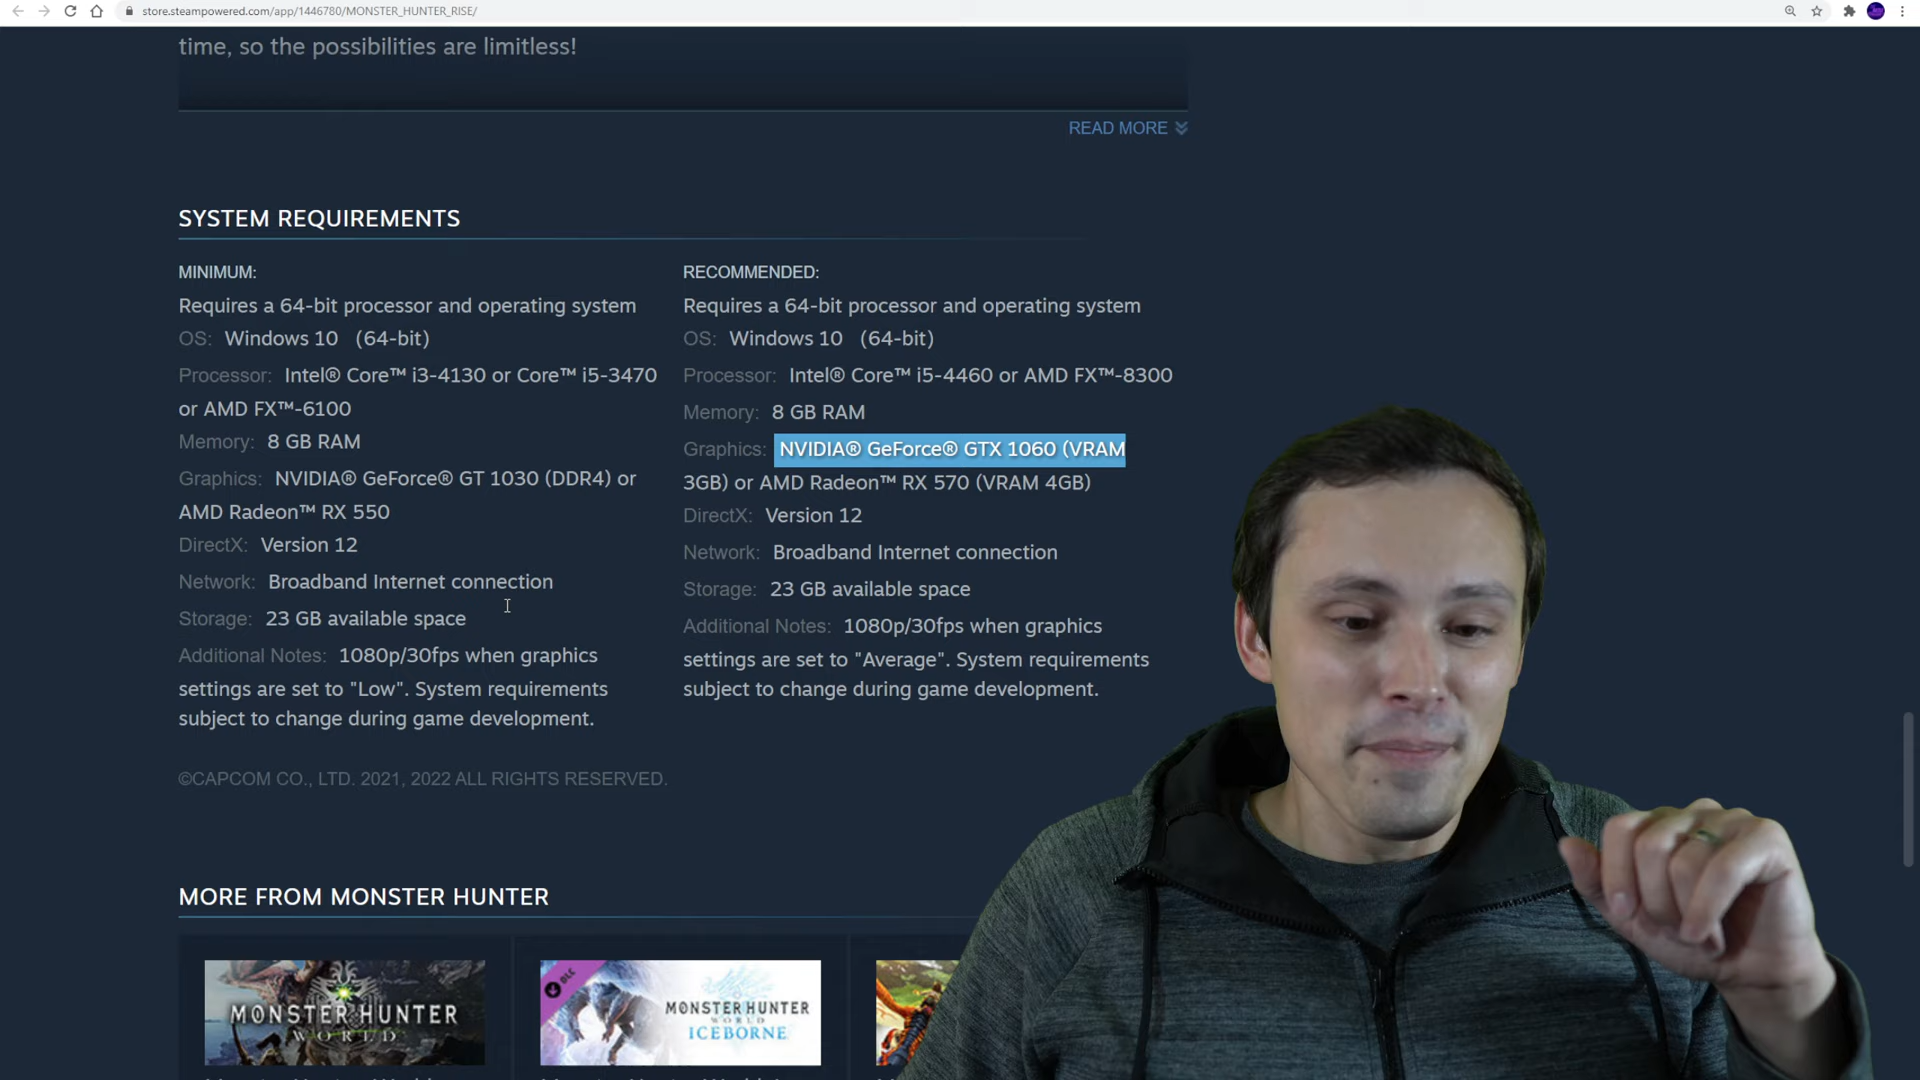 store.steampowered.com/app/1446780/MONSTER_HUNTER_RISE/
time, so the possibilities are limitless!
READ MORE
SYSTEM REQUIREMENTS
MINIMUM:
Requires a 64-bit processor and operating system
OS: Windows 10 (64-bit)
Processor: Intel® Core™ i3-4130 or Core™ i5-3470
or AMD FX™-6100
Memory: 8 GB RAM
Graphics: NVIDIA® GeForce® GT 1030 (DDR4) or
AMD Radeon™ RX 550
DirectX: Version 12
Network: Broadband Internet connection
Storage: 23 GB available space
Additional Notes: 1080p/30fps when graphics
settings are set to "Low". System requirements
subject to change during game development.
RECOMMENDED:
Requires a 64-bit processor and operating system
OS: Windows 10 (64-bit)
Processor: Intel® Core™ i5-4460 or AMD FX™-8300
Memory: 8 GB RAM
Graphics: NVIDIA® GeForce® GTX 1060 (VRAM
3GB) or AMD Radeon™ RX 570 (VRAM 4GB)
DirectX: Version 12
Network: Broadband Internet connection
Storage: 23 GB available space
Additional Notes: 1080p/30fps when graphics
settings are set to "Average". System requirements
subject to change during game development.
©CAPCOM CO., LTD. 2021, 2022 ALL RIGHTS RESERVED.
MORE FROM MONSTER HUNTER
MONSTER HUNTER
WORLD
DLC
MONSTER HUNTER
WORLD
ICEBORNE